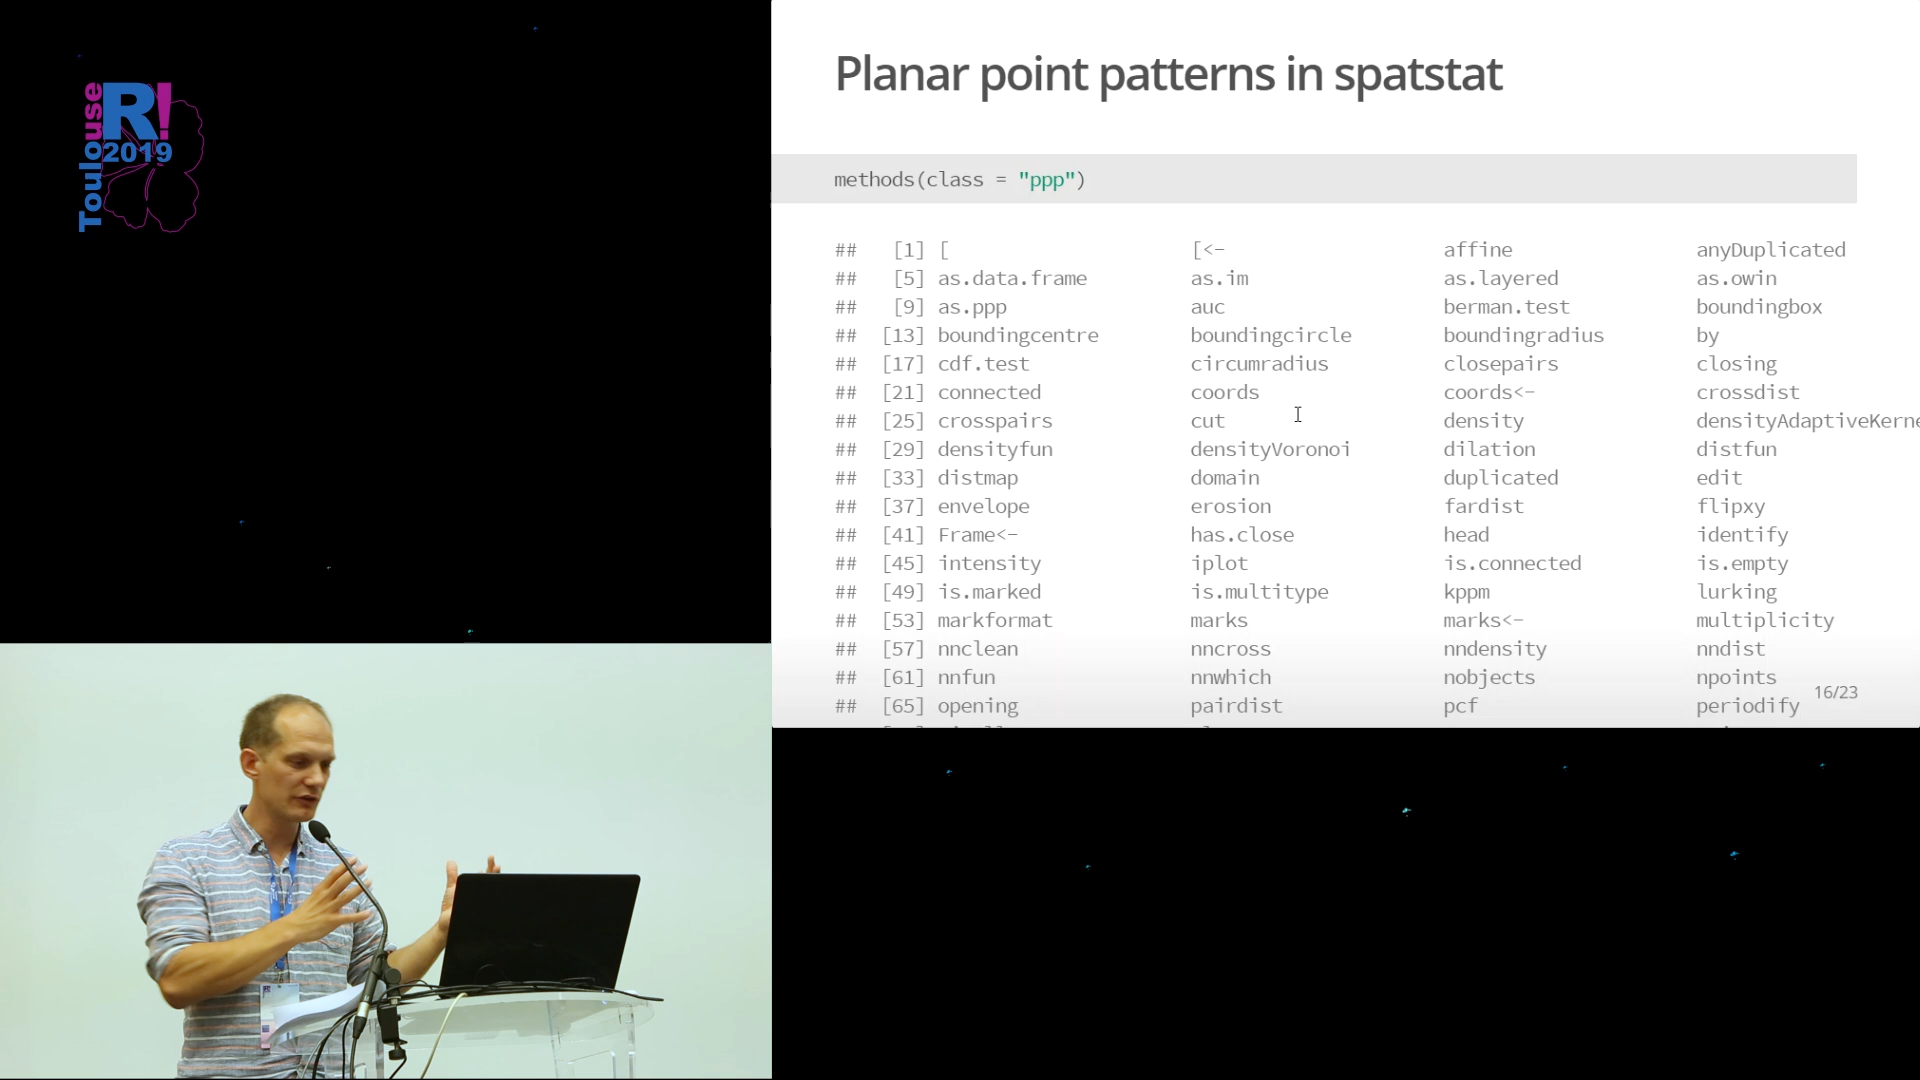 Toulouse
R!
2019
Planar point patterns in spatstat
methods(class = "ppp")
## [1] [ [<- affine anyDuplicated
## [5] as.data.frame as.im as.layered as.owin
## [9] as.ppp auc berman.test boundingbox
## [13] boundingcentre boundingcircle boundingradius by
## [17] cdf.test circumradius closepairs closing
## [21] connected coords coords<- crossdist
## [25] crosspairs cut density densityAdaptiveKerne
## [29] densityfun densityVoronoi dilation distfun
## [33] distmap domain duplicated edit
## [37] envelope erosion fardist flipxy
## [41] Frame<- has.close head identify
## [45] intensity iplot is.connected is.empty
## [49] is.marked is.multitype kppm lurking
## [53] markformat marks marks<- multiplicity
## [57] nnclean nncross nndensity nndist
## [61] nnfun nnwhich nobjects npoints
## [65] opening pairdist pcf periodify
16/23